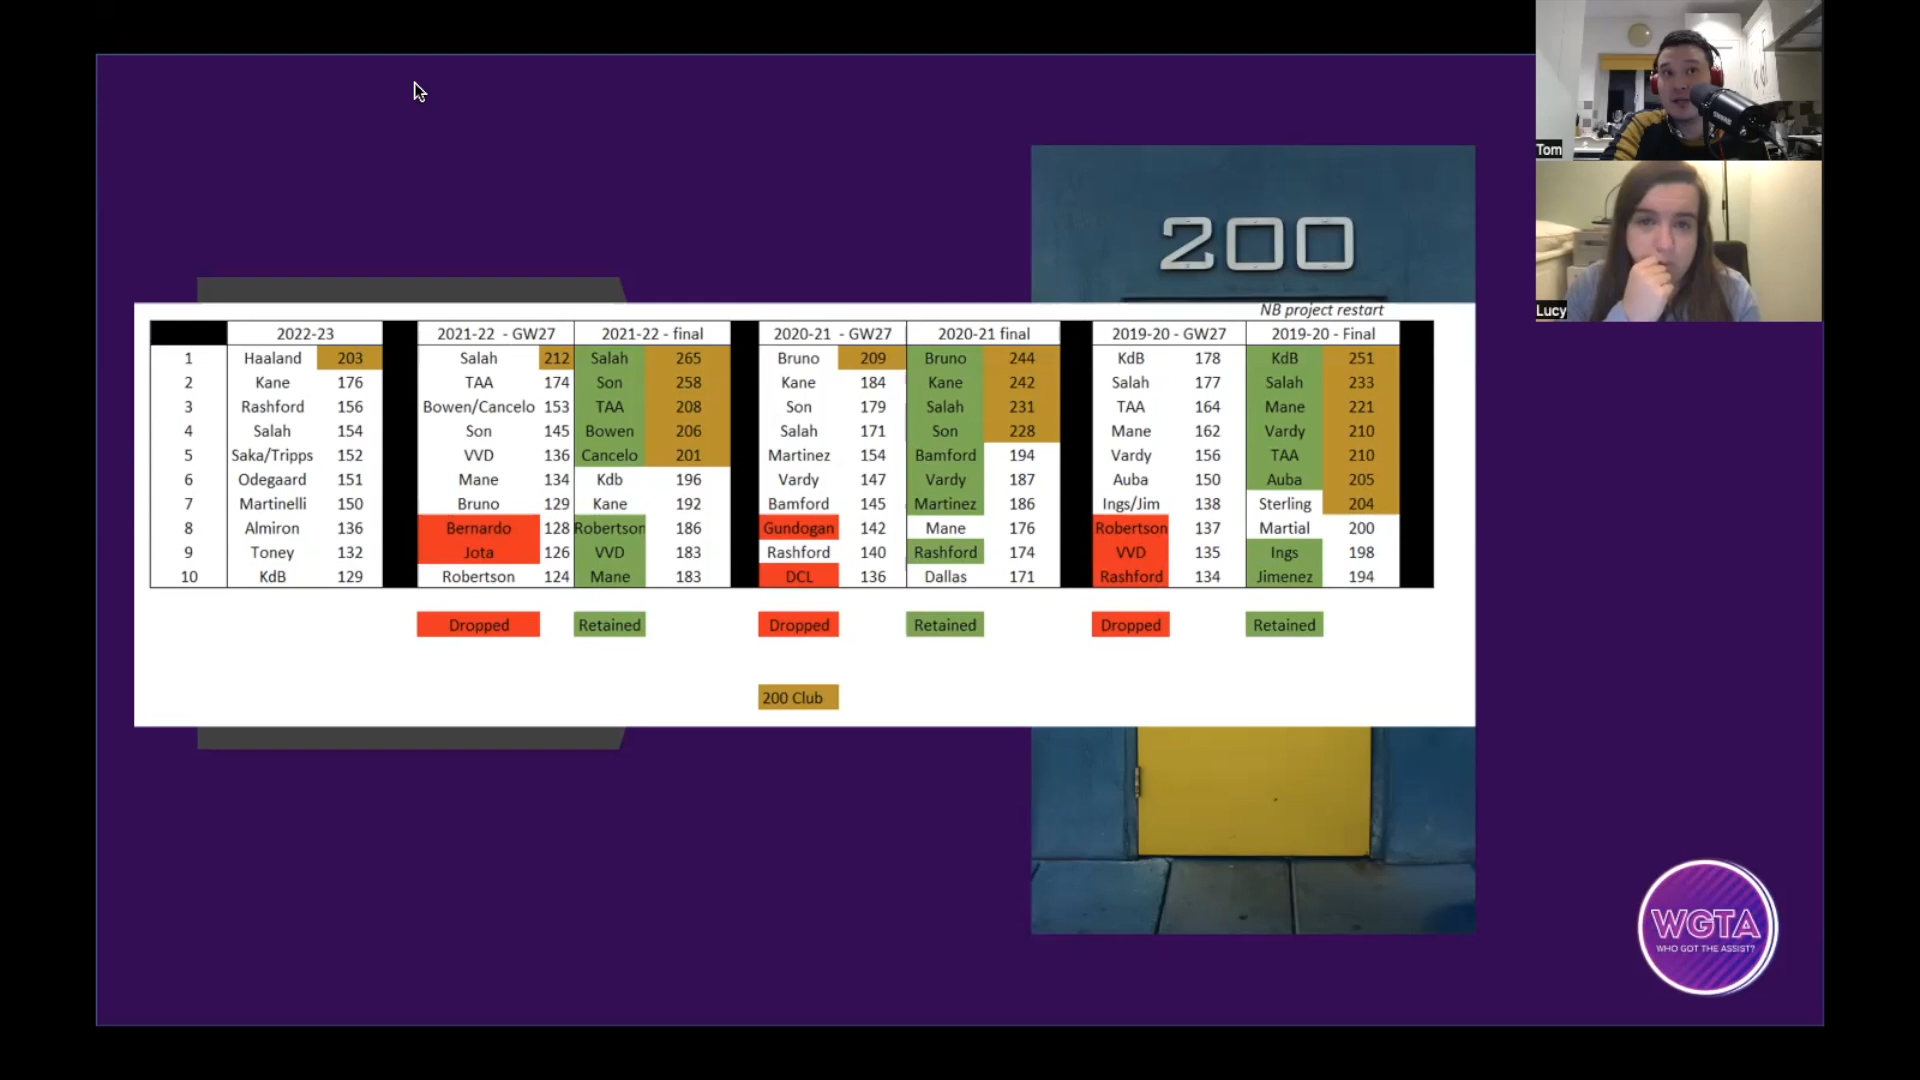 200
Tom
Lucy
NB project restart
2022-23 2021-22 - GW27 2021-22 - final 2020-21 - GW27 2020-21 final 2019-20 - GW27 2019-20 - Final
1 Haaland 203 Salah 212 Salah 265 Bruno 209 Bruno 244 KdB 178 KdB 251
2 Kane 176 TAA 174 Son 258 Kane 184 Kane 242 Salah 177 Salah 233
3 Rashford 156 Bowen/Cancelo 153 TAA 208 Son 179 Salah 231 TAA 164 Mane 221
4 Salah 154 Son 145 Bowen 206 Salah 171 Son 228 Mane 162 Vardy 210
5 Saka/Tripps 152 VVD 136 Cancelo 201 Martinez 154 Bamford 194 Vardy 156 TAA 210
6 Odegaard 151 Mane 134 Kdb 196 Vardy 147 Vardy 187 Auba 150 Auba 205
7 Martinelli 150 Bruno 129 Kane 192 Bamford 145 Martinez 186 Ings/Jim 138 Sterling 204
8 Almiron 136 Bernardo 128 Robertson 186 Gundogan 142 Mane 176 Robertson 137 Martial 200
9 Toney 132 Jota 126 VVD 183 Rashford 140 Rashford 174 VVD 135 Ings 198
10 KdB 129 Robertson 124 Mane 183 DCL 136 Dallas 171 Rashford 134 Jimenez 194
Dropped Retained Dropped Retained Dropped Retained
200 Club
WGTA
WHO GOT THE ASSIST?